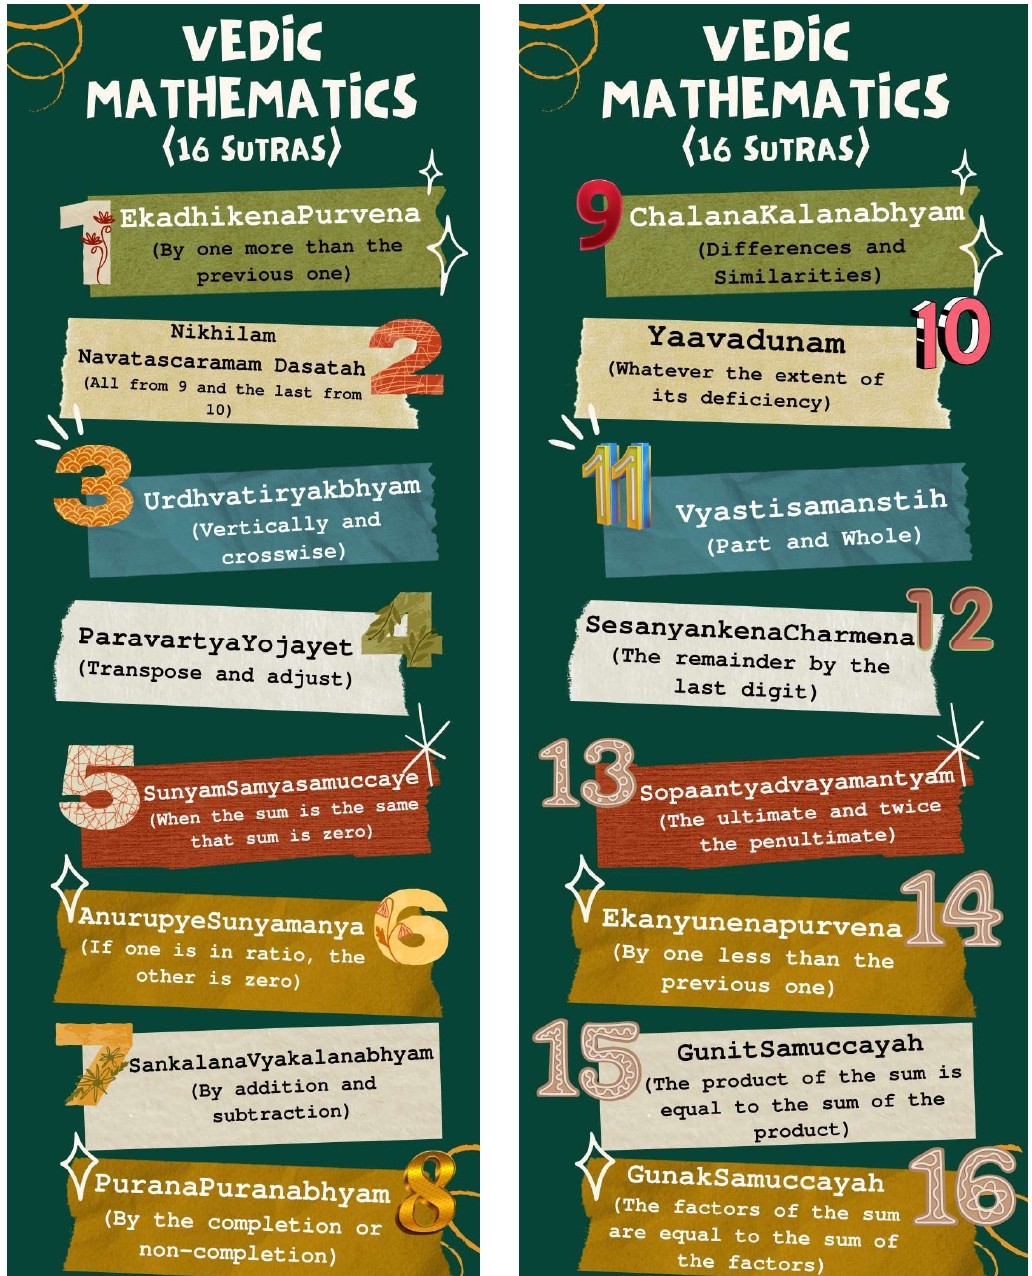 VEDIC
MATHEMATICS
(16 SUTRAS)
1
EkadhikenaPurvena
(By one more than the
previous one)
Nikhilam
2
Navatascaramam Dasatah
(All from 9 and the last from
10)
3
Urdhvatiryakbhyam
(Vertically and
crosswise)
4
ParavartyaYojayet
(Transpose and adjust)
5
SunyamSamyasamuccaye
(When the sum is the same
that sum is zero)
6
AnurupyeSunyamanya
(If one is in ratio, the
other is zero)
7
SankalanaVyakalanabhyam
(By addition and
subtraction)
8
PuranaPuranabhyam
(By the completion or
non-completion)
VEDIC
MATHEMATICS
(16 SUTRAS)
9
ChalanaKalanabhyam
(Differences and
Similarities)
10
Yaavadunam
(Whatever the extent of
its deficiency)
11
Vyastisamanstih
(Part and Whole)
12
SesanyankenaCharmena
(The remainder by the
last digit)
13
Sopaantyadvayamantyam
(The ultimate and twice
the penultimate)
14
Ekanyunenapurvena
(By one less than the
previous one)
15
GunitSamuccayah
(The product of the sum is
equal to the sum of the
product)
16
GunakSamuccayah
(The factors of the sum
are equal to the sum of
the factors)